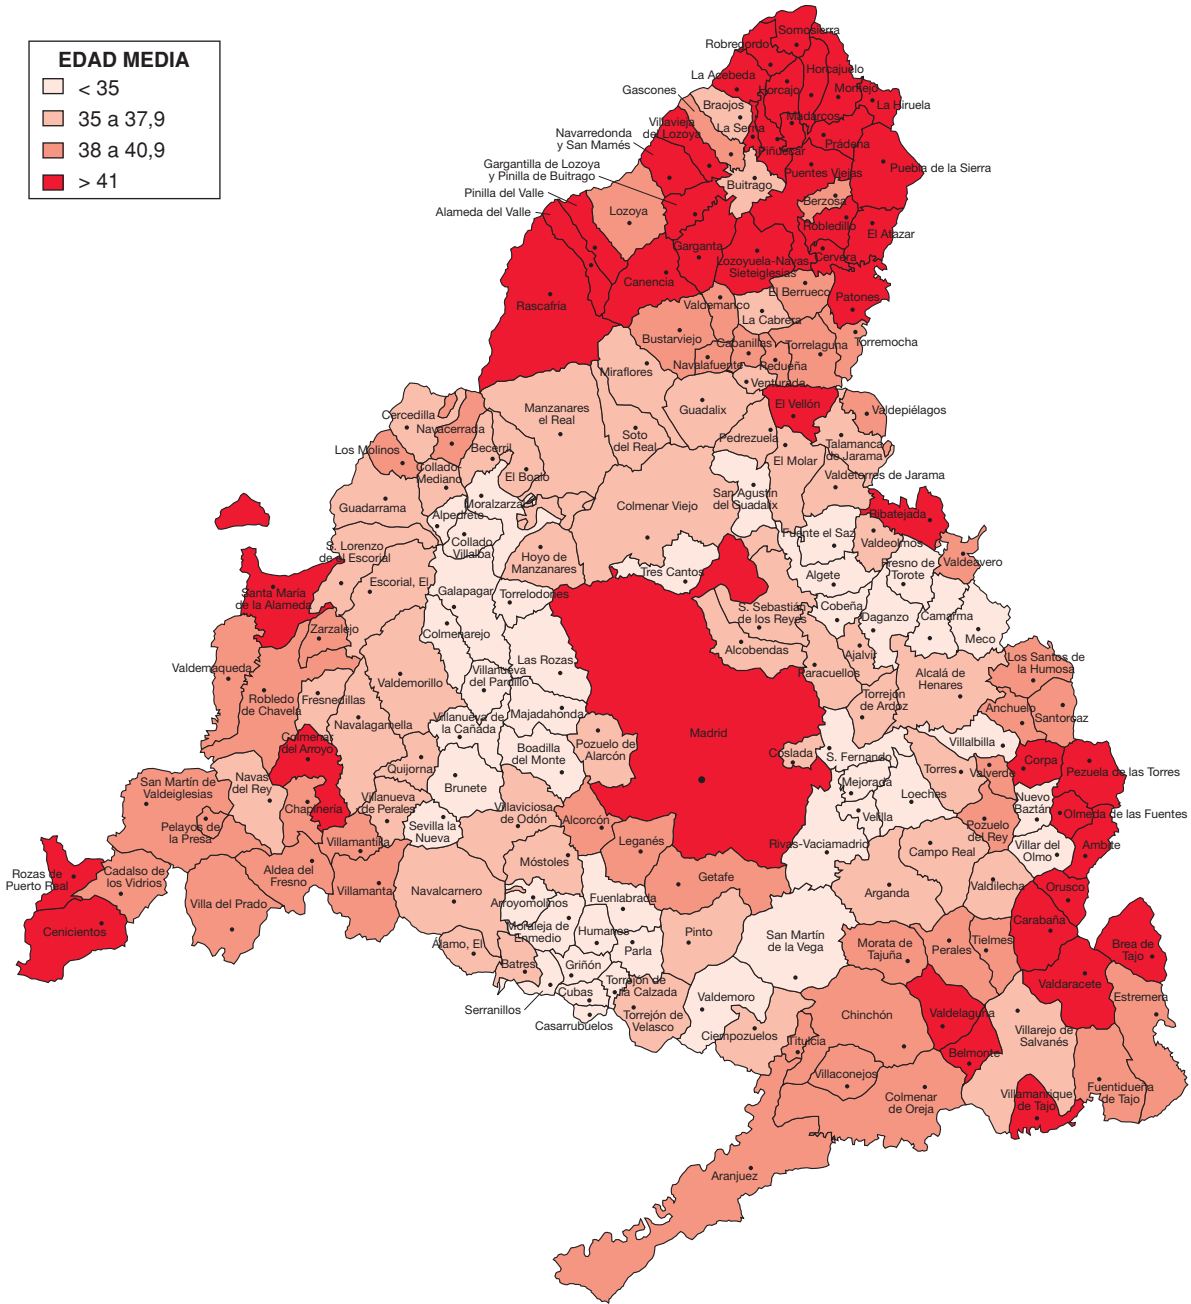 EDAD MEDIA
< 35
35 a 37,9
38 a 40,9
> 41
Somosierra
Robregordo
La Acebeda
Horcajuelo
Horcajo
Montejo
La Hiruela
Gascones
Braojos
Madarcos
Villavieja
del Lozoya
La Serna
Prádena
Navarredonda
y San Mamés
Piñuécar
Puebla de la Sierra
Gargantilla de Lozoya
y Pinilla de Buitrago
Puentes Viejas
Buitrago
Pinilla del Valle
Berzosa
Alameda del Valle
Lozoya
Robledillo
El Atazar
Garganta
Lozoyuela-Navas-
Sieteiglesias
Cervera
Canencia
Rascafría
El Berrueco
Patones
Valdemanco
La Cabrera
Bustarviejo
Cabanillas
Torrelaguna
Torremocha
Navalafuente
Redueña
Miraflores
Venturada
El Vellón
Cercedilla
Manzanares
el Real
Guadalix
Valdepiélagos
Navacerrada
Soto
del Real
Pedrezuela
Los Molinos
Becerril
Talamanca
de Jarama
El Molar
Collado-
Mediano
El Boalo
Valdetorres de Jarama
Guadarrama
Moralzarzal
Colmenar Viejo
San Agustín
del Guadalix
Alpedrete
Ribatejada
Collado
Villalba
Fuente el Saz
Valdeolmos
S. Lorenzo
de el Escorial
Hoyo de
Manzanares
Fresno de
Torote
Valdeavero
Tres Cantos
Algete
Escorial, El
Santa María
de la Alameda
Galapagar
Torrelodones
S. Sebastián
de los Reyes
Cobeña
Daganzo
Camarma
Zarzalejo
Colmenarejo
Meco
Alcobendas
Ajalvir
Valdemaqueda
Las Rozas
Los Santos de
la Humosa
Villanueva
del Pardillo
Paracuellos
Alcalá de
Henares
Valdemorillo
Robledo
de Chavela
Fresnedillas
Torrejón
de Ardoz
Anchuelo
Santorcaz
Navalagamella
Villanueva de
la Cañada
Majadahonda
Madrid
Colmenar
del Arroyo
Pozuelo de
Alarcón
Villalbilla
Boadilla
del Monte
Coslada
S. Fernando
Corpa
Pezuela de las Torres
Quijorna
Torres
Valverde
San Martín de
Valdeiglesias
Navas
del Rey
Brunete
Mejorada
Loeches
Nuevo
Baztán
Chapinería
Villanueva
de Perales
Villaviciosa
de Odón
Velilla
Olmeda de las Fuentes
Alcorcón
Pelayos de
la Presa
Sevilla la
Nueva
Pozuelo
del Rey
Villamantilla
Leganés
Rivas-Vaciamadrid
Campo Real
Villar del
Olmo
Ambite
Móstoles
Rozas de
Puerto Real
Cadalso de
los Vidrios
Aldea del
Fresno
Getafe
Villamanta
Navalcarnero
Arganda
Valdilecha
Orusco
Villa del Prado
Arroyomolinos
Fuenlabrada
Carabaña
Cenicientos
Moraleja de
Enmedio
Humanes
Pinto
San Martín
de la Vega
Álamo, El
Parla
Morata de
Tajuña
Perales
Tielmes
Brea de
Tajo
Batres
Griñón
Torrejón de
la Calzada
Valdaracete
Cubas
Valdemoro
Estremera
Serranillos
Casarrubuelos
Torrejón de
Velasco
Chinchón
Valdelaguna
Ciempozuelos
Villarejo de
Salvanés
Titulcia
Belmonte
Villaconejos
Fuentidueña
de Tajo
Colmenar
de Oreja
Villamanrique
de Tajo
Aranjuez